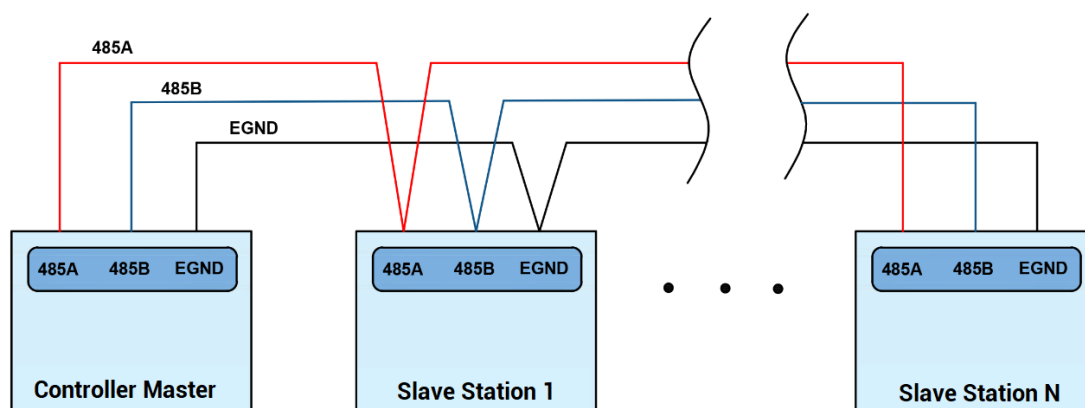 485A
485B
EGND
485A 485B EGND
485A 485B EGND
485A 485B EGND
Controller Master
Slave Station 1
Slave Station N